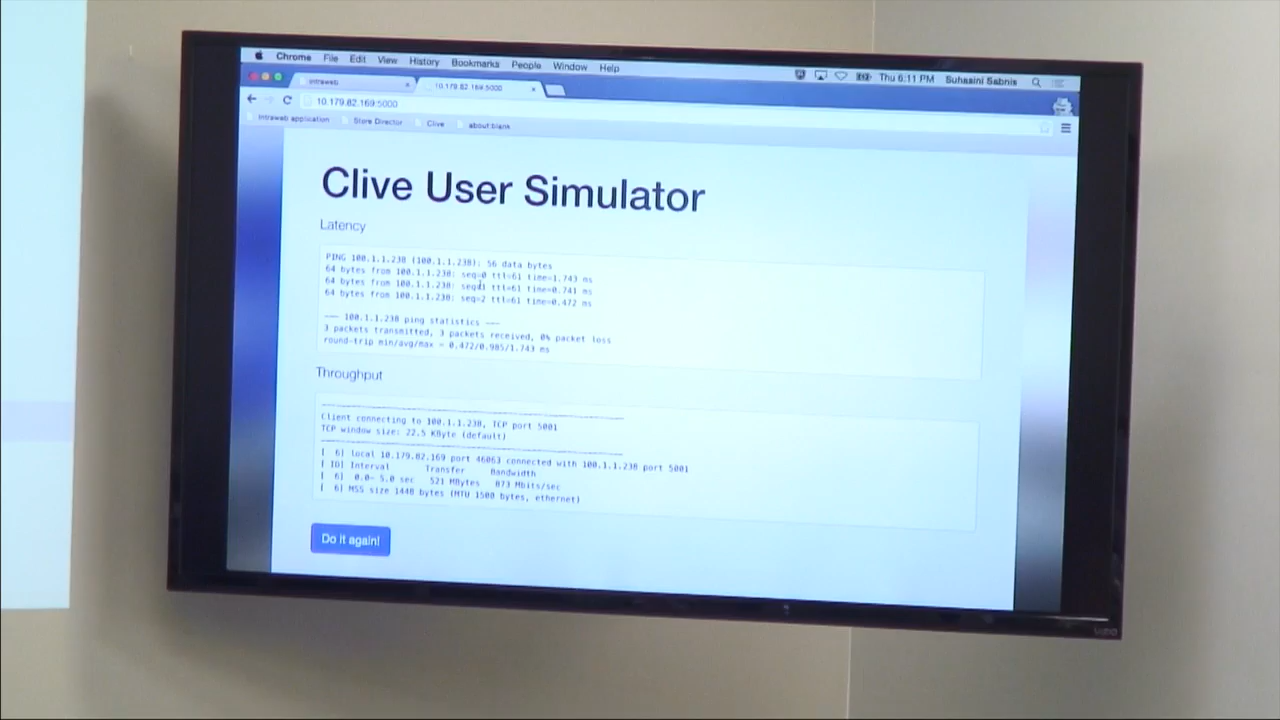 Chrome File Edit View History Bookmarks People Window Help Thu 6:11 PM Suhasini Sabnis
intraweb 10.179.82.169:5000
10.179.82.169:5000
Intraweb application Store Director Clive about:blank
Clive User Simulator
Latency
PING 100.1.1.238 (100.1.1.238): 56 data bytes
64 bytes from 100.1.1.238: seq=0 ttl=61 time=1.743 ms
64 bytes from 100.1.1.238: seq=1 ttl=61 time=0.741 ms
64 bytes from 100.1.1.238: seq=2 ttl=61 time=0.472 ms
--- 100.1.1.238 ping statistics ---
3 packets transmitted, 3 packets received, 0% packet loss
round-trip min/avg/max = 0.472/0.985/1.743 ms
Throughput
------------------------------------------------------------
Client connecting to 100.1.1.238, TCP port 5001
TCP window size: 22.5 KByte (default)
------------------------------------------------------------
[ 6] local 10.179.82.169 port 46063 connected with 100.1.1.238 port 5001
[ ID] Interval Transfer Bandwidth
[ 6] 0.0- 5.0 sec 521 MBytes 873 Mbits/sec
[ 6] MSS size 1448 bytes (MTU 1500 bytes, ethernet)
Do it again!
VIZIO